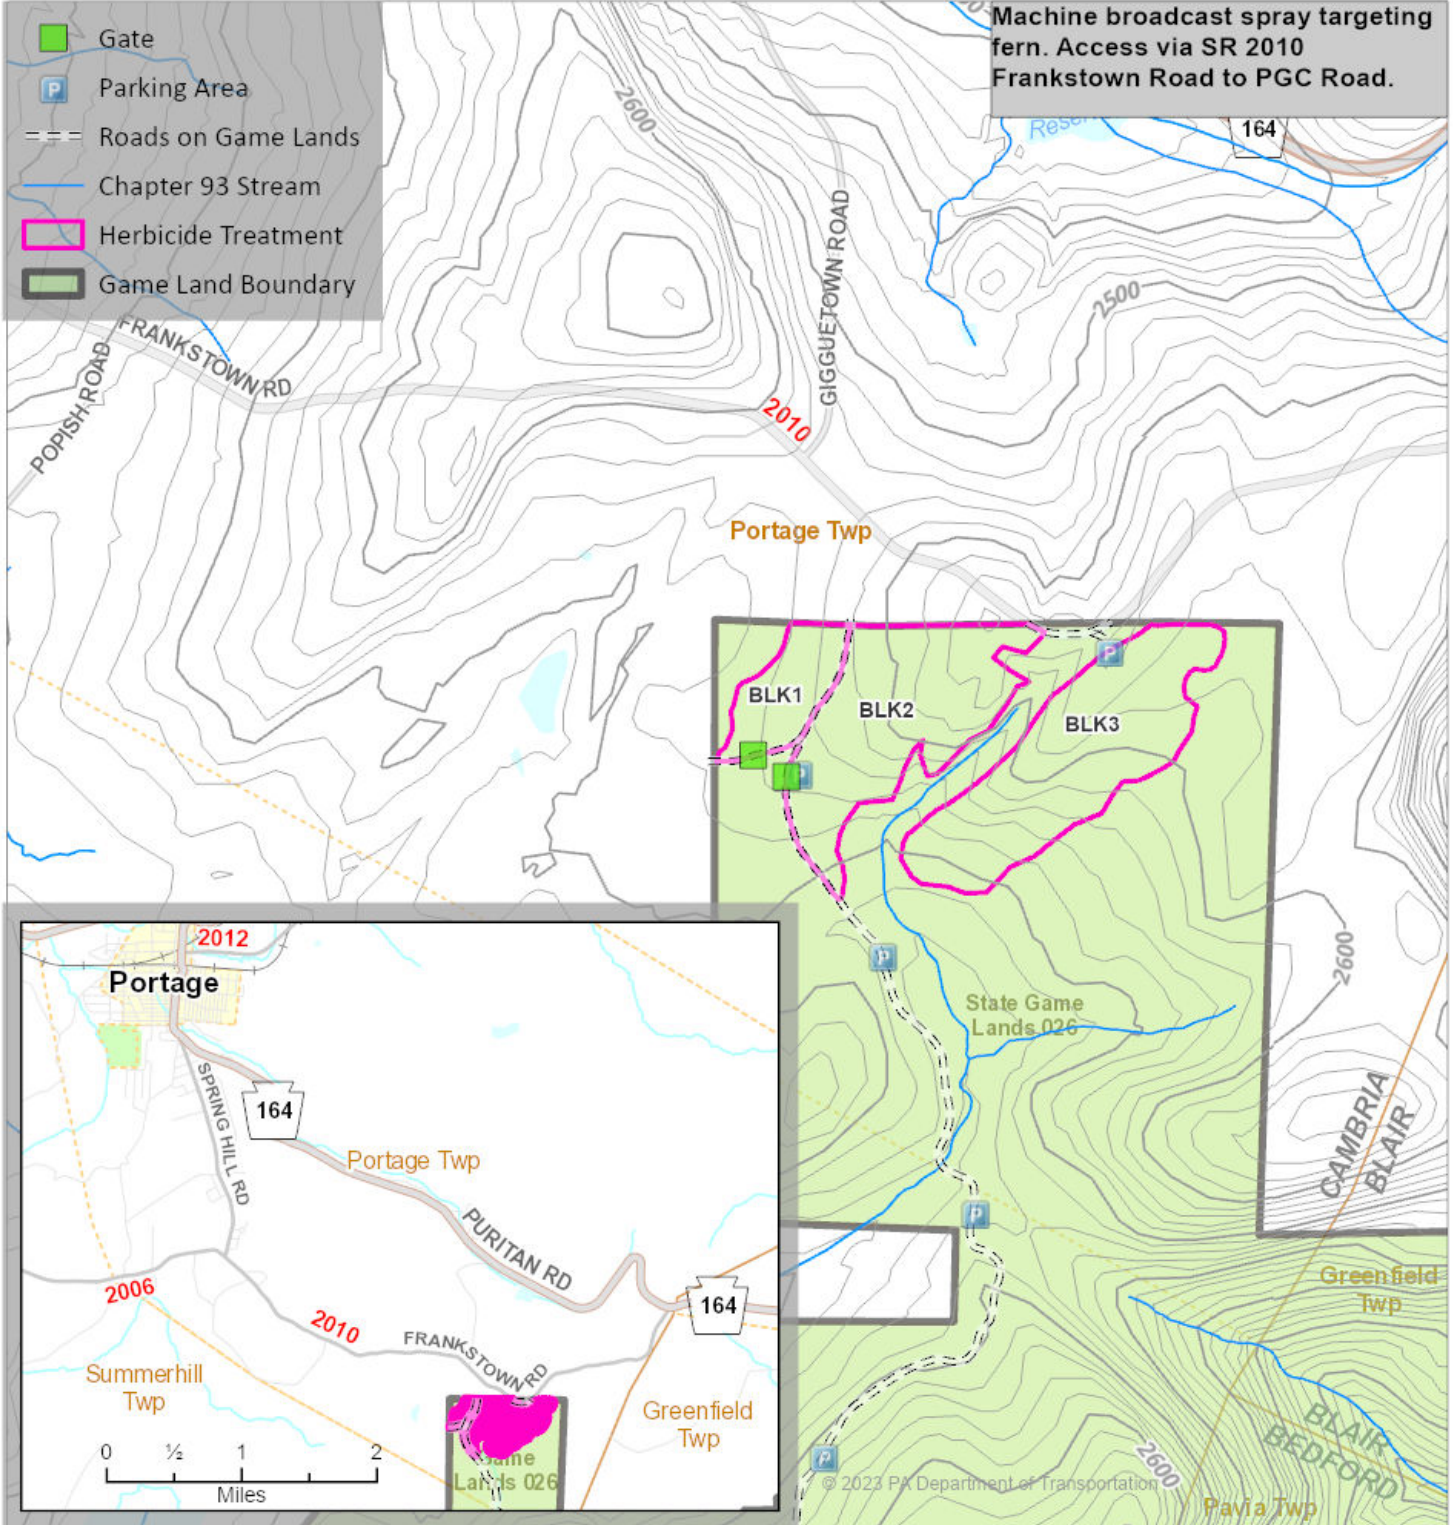 Gate
Parking Area
Roads on Game Lands
Chapter 93 Stream
Herbicide Treatment
Game Land Boundary
Machine broadcast spray targeting
fern. Access via SR 2010
Frankstown Road to PGC Road.
164
2600
GIGGUETOWN ROAD
2500
FRANKSTOWN RD
POPISH ROAD
2010
Portage Twp
P
BLK1
BLK2
BLK3
P
P
State Game
Lands 026
2600
CAMBRIA
BLAIR
P
Greenfield
Twp
BLAIR
BEDFORD
2600
P
© 2023 PA Department of Transportation
Pavia Twp
2012
Portage
SPRING HILL RD
164
Portage Twp
PURITAN RD
2006
2010
FRANKSTOWN RD
164
Summerhill
Twp
Greenfield
Twp
Game
Lands 026
0 ½ 1 2
Miles